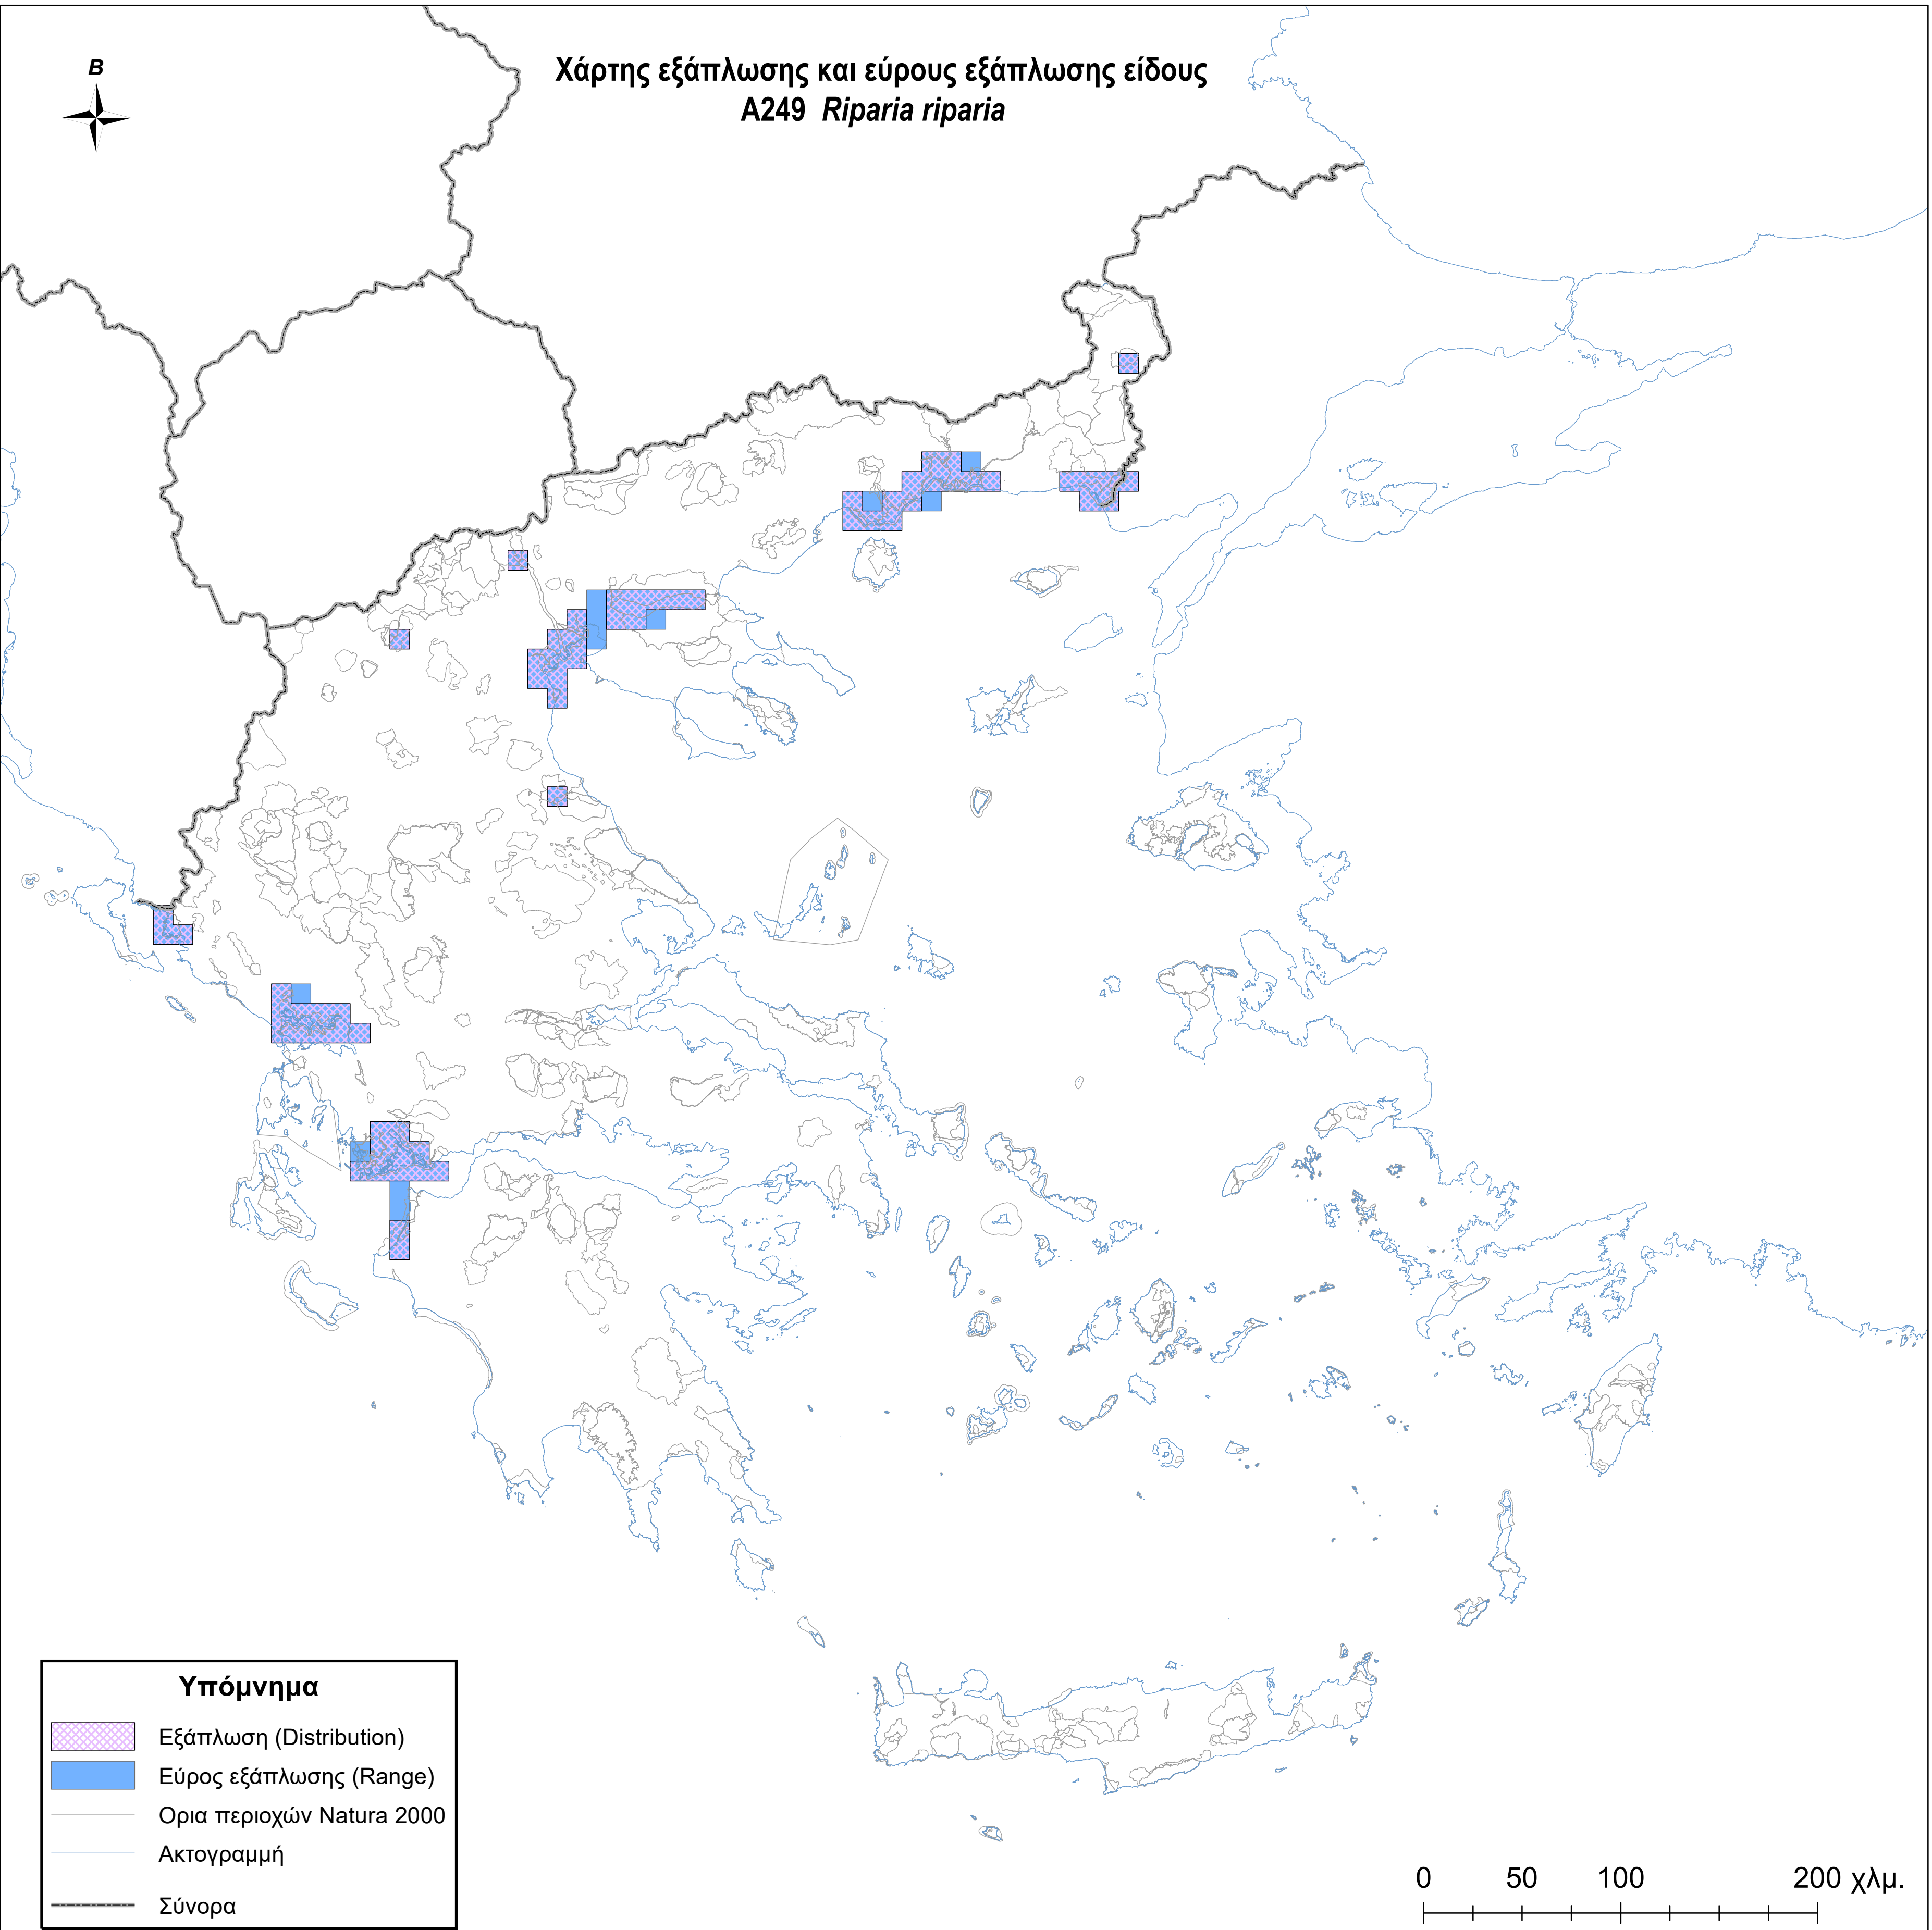 Χάρτης εξάπλωσης και εύρους εξάπλωσης είδους
A249 Riparia riparia
Β
Υπόμνημα
Εξάπλωση (Distribution)
Εύρος εξάπλωσης (Range)
Ορια περιοχών Natura 2000
Ακτογραμμή
Σύνορα
0 50 100 200 χλμ.